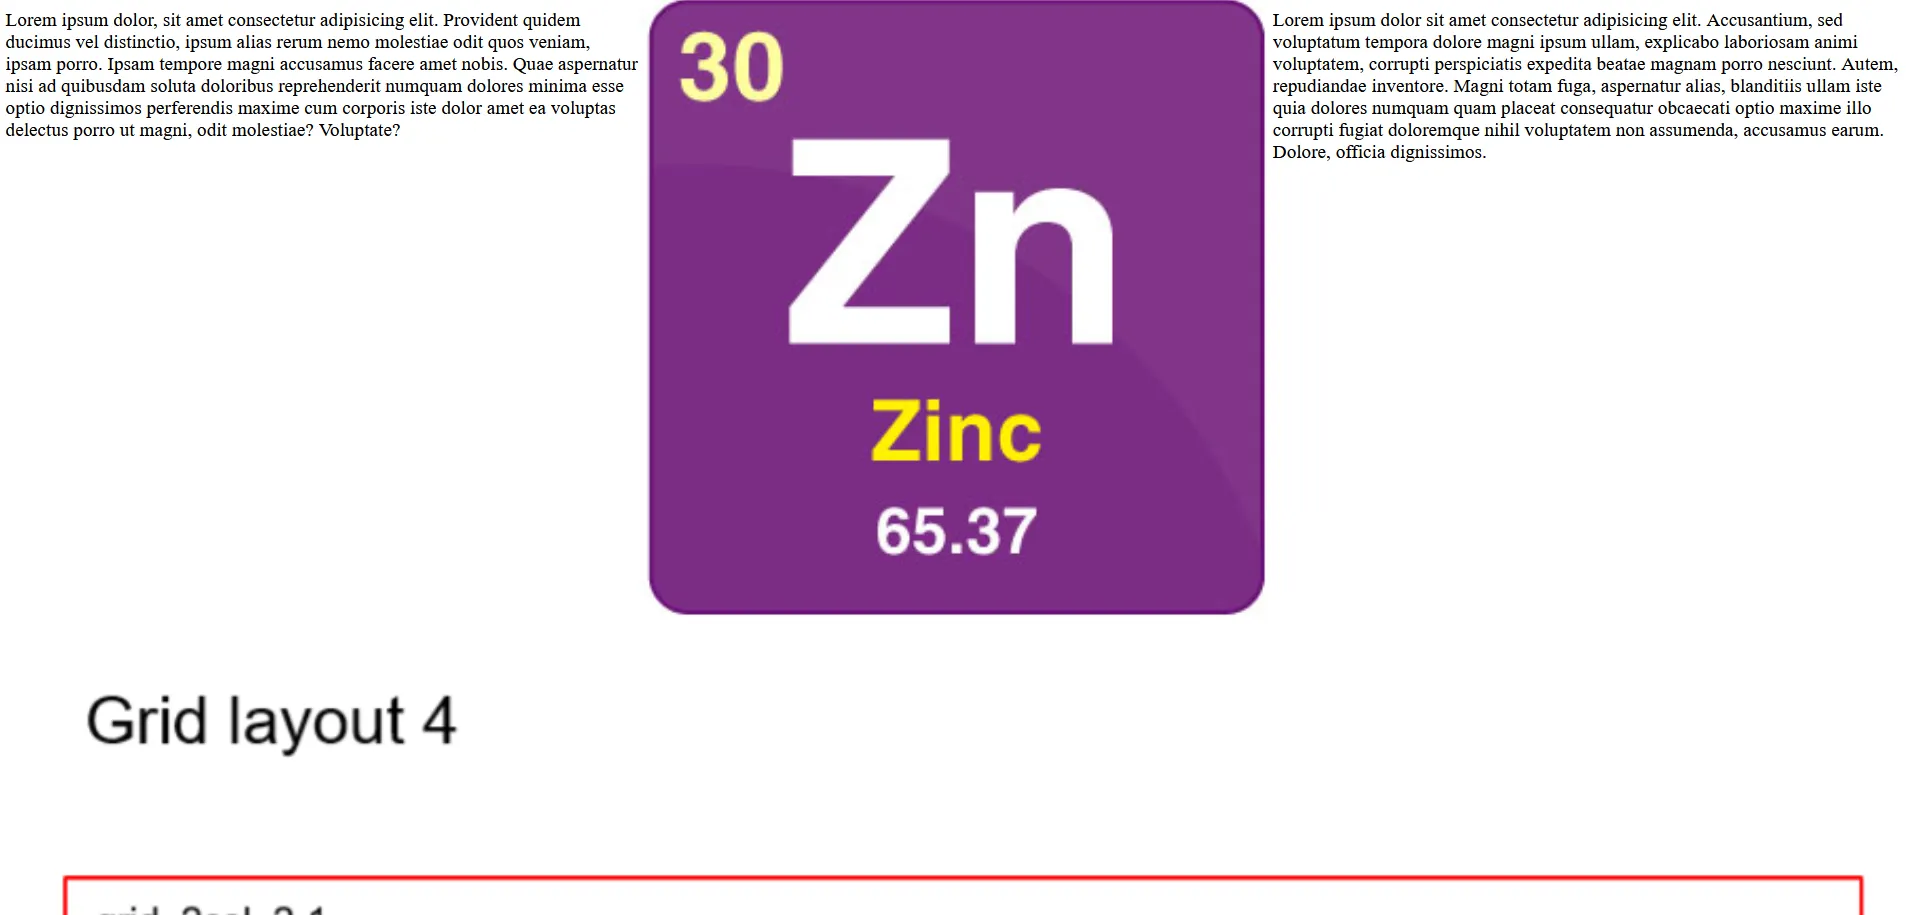 Lorem ipsum dolor, sit amet consectetur adipisicing elit. Provident quidem
ducimus vel distinctio, ipsum alias rerum nemo molestiae odit quos veniam,
ipsam porro. Ipsam tempore magni accusamus facere amet nobis. Quae aspernatur
nisi ad quibusdam soluta doloribus reprehenderit numquam dolores minima esse
optio dignissimos perferendis maxime cum corporis iste dolor amet ea voluptas
delectus porro ut magni, odit molestiae? Voluptate?
30
Zn
Zinc
65.37
Lorem ipsum dolor sit amet consectetur adipisicing elit. Accusantium, sed
voluptatum tempora dolore magni ipsum ullam, explicabo laboriosam animi
voluptatem, corrupti perspiciatis expedita beatae magnam porro nesciunt. Autem,
repudiandae inventore. Magni totam fuga, aspernatur alias, blanditiis ullam iste
quia dolores numquam quam placeat consequatur obcaecati optio maxime illo
corrupti fugiat doloremque nihil voluptatem non assumenda, accusamus earum.
Dolore, officia dignissimos.
Grid layout 4